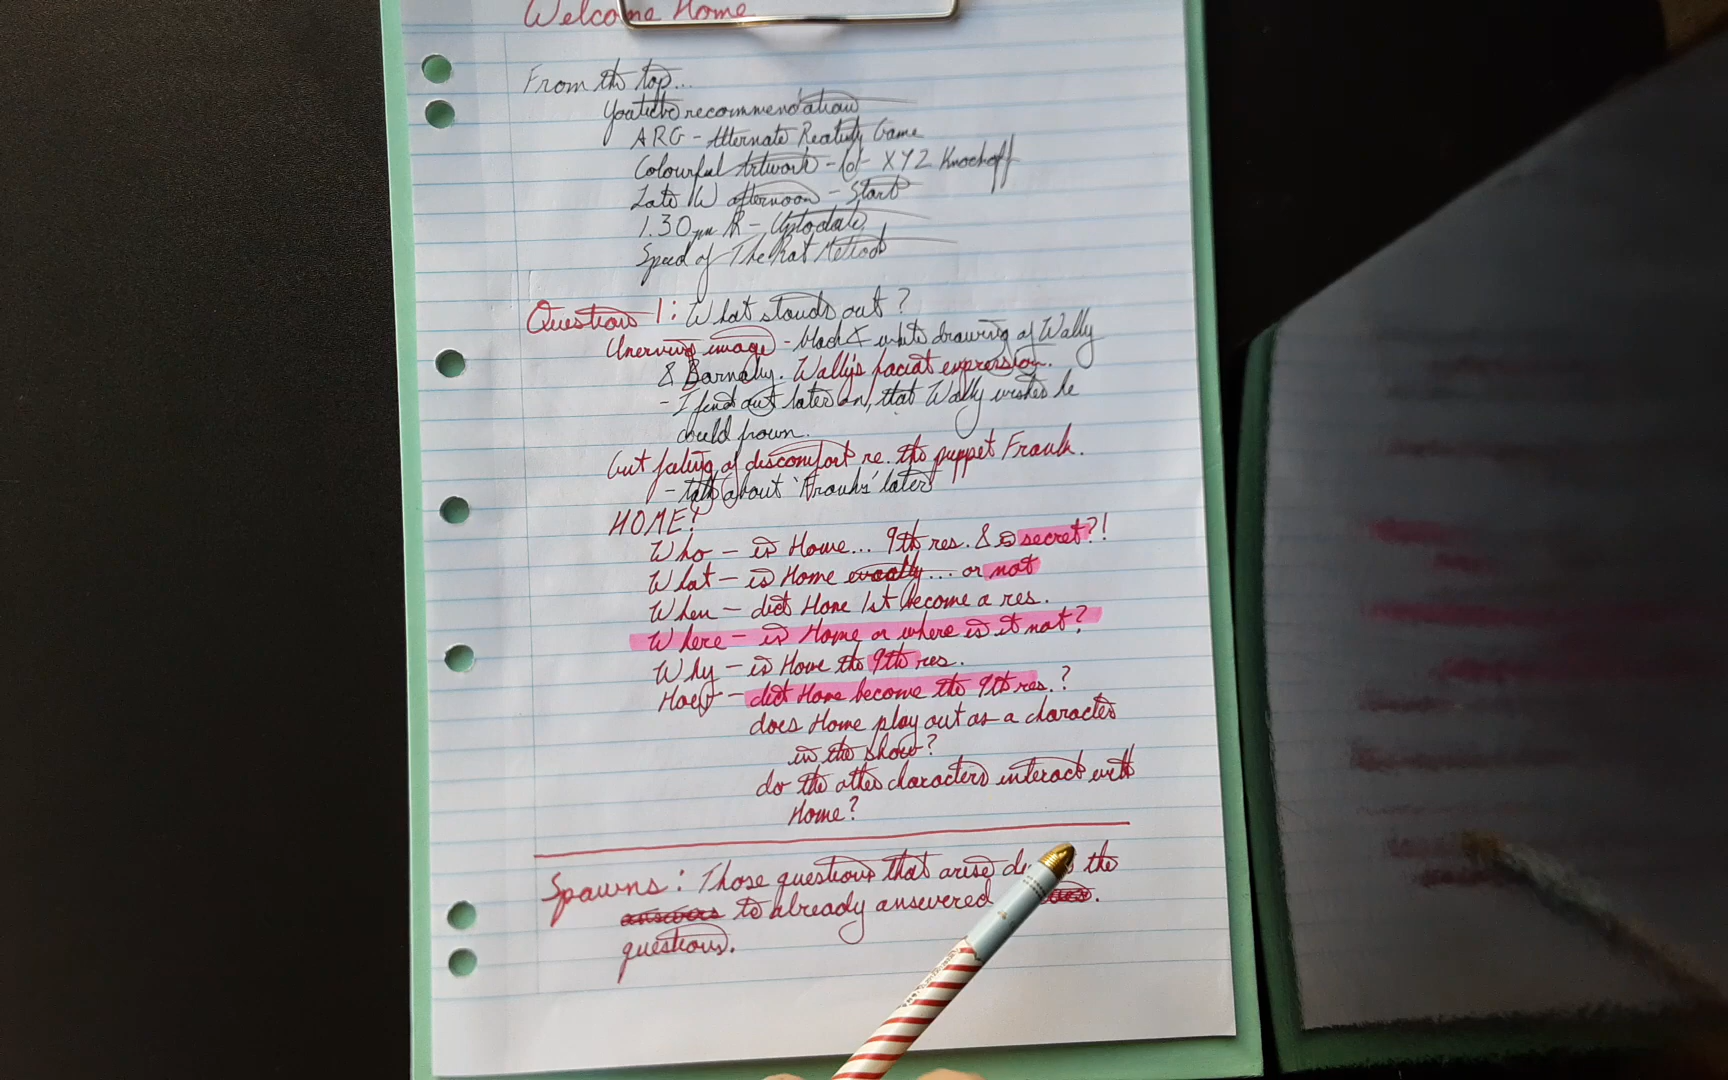 Welcome Home
From the top...
Youtube recommendation
ARG - Alternate Reality Game
Colourful Artwork - lol - XYZ Knockoff
Late W afternoon - Start
1.30pm R - Uptodate
Speed of The Rat Method
Question 1: What stands out?
Unerving image - black & white drawing of Wally
& Barnaby. Wally's facial expression.
- I find out later on, that Wally wishes he
could frown.
Gut feeling of discomfort re. the puppet Frank.
- talk about 'Franks' later
HOME!
Who - is Home... 9th res. & a secret?!
What - is Home ... or not
When - did Home 1st become a res.
Where - is Home or where is it not?
Why - is Home the 9th res.
How - did Home become the 9th res.?
does Home play out as a character
in the show?
do the other characters interact with
Home?
Spawns: Those questions that arise the
answers to already answered
questions.